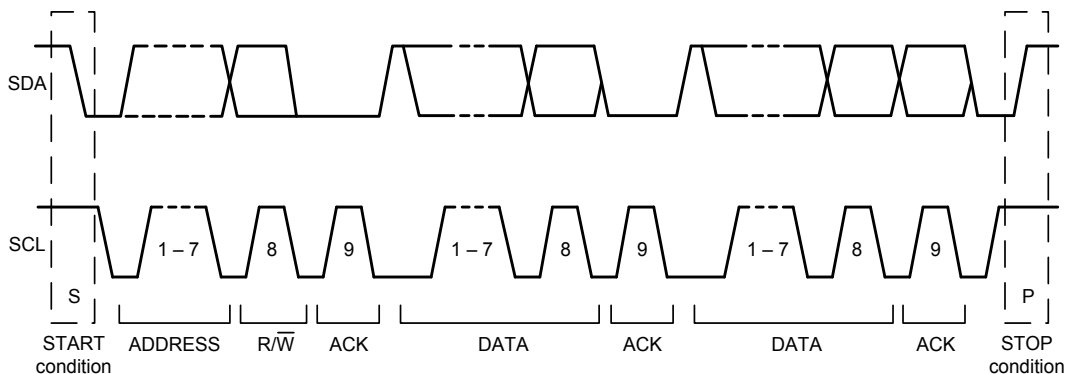 SDA
SCL
1 – 7 8 9 1 – 7 8 9 1 – 7 8 9
S P
START condition ADDRESS R/W̅ ACK DATA ACK DATA ACK STOP condition